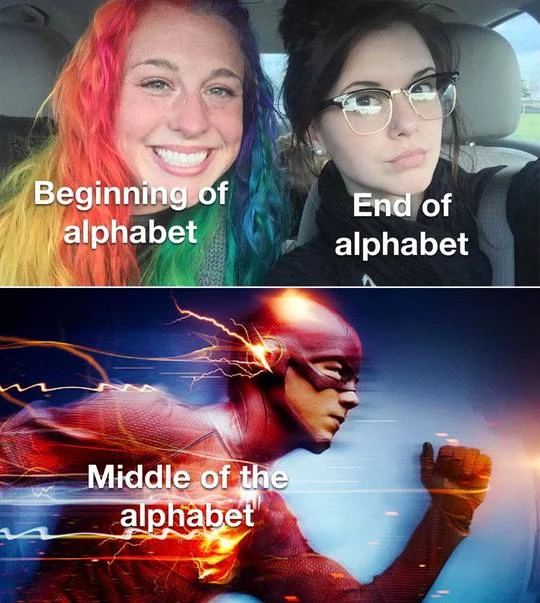 Beginning of
alphabet
End of
alphabet
Middle of the
alphabet